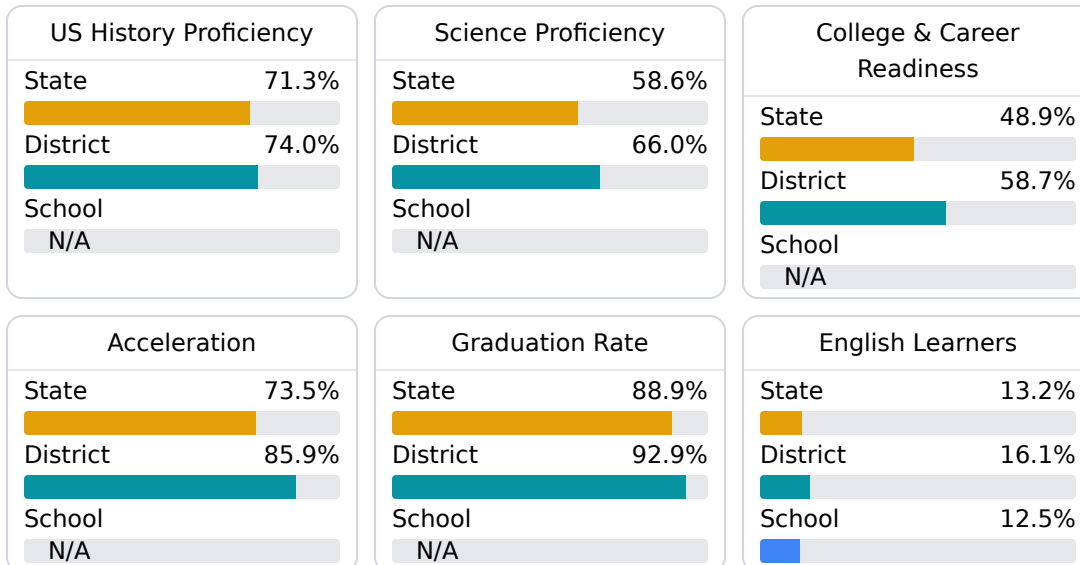 US History Proficiency
State 71.3%
District 74.0%
School
N/A
Science Proficiency
State 58.6%
District 66.0%
School
N/A
College & Career
Readiness
State 48.9%
District 58.7%
School
N/A
Acceleration
State 73.5%
District 85.9%
School
N/A
Graduation Rate
State 88.9%
District 92.9%
School
N/A
English Learners
State 13.2%
District 16.1%
School 12.5%